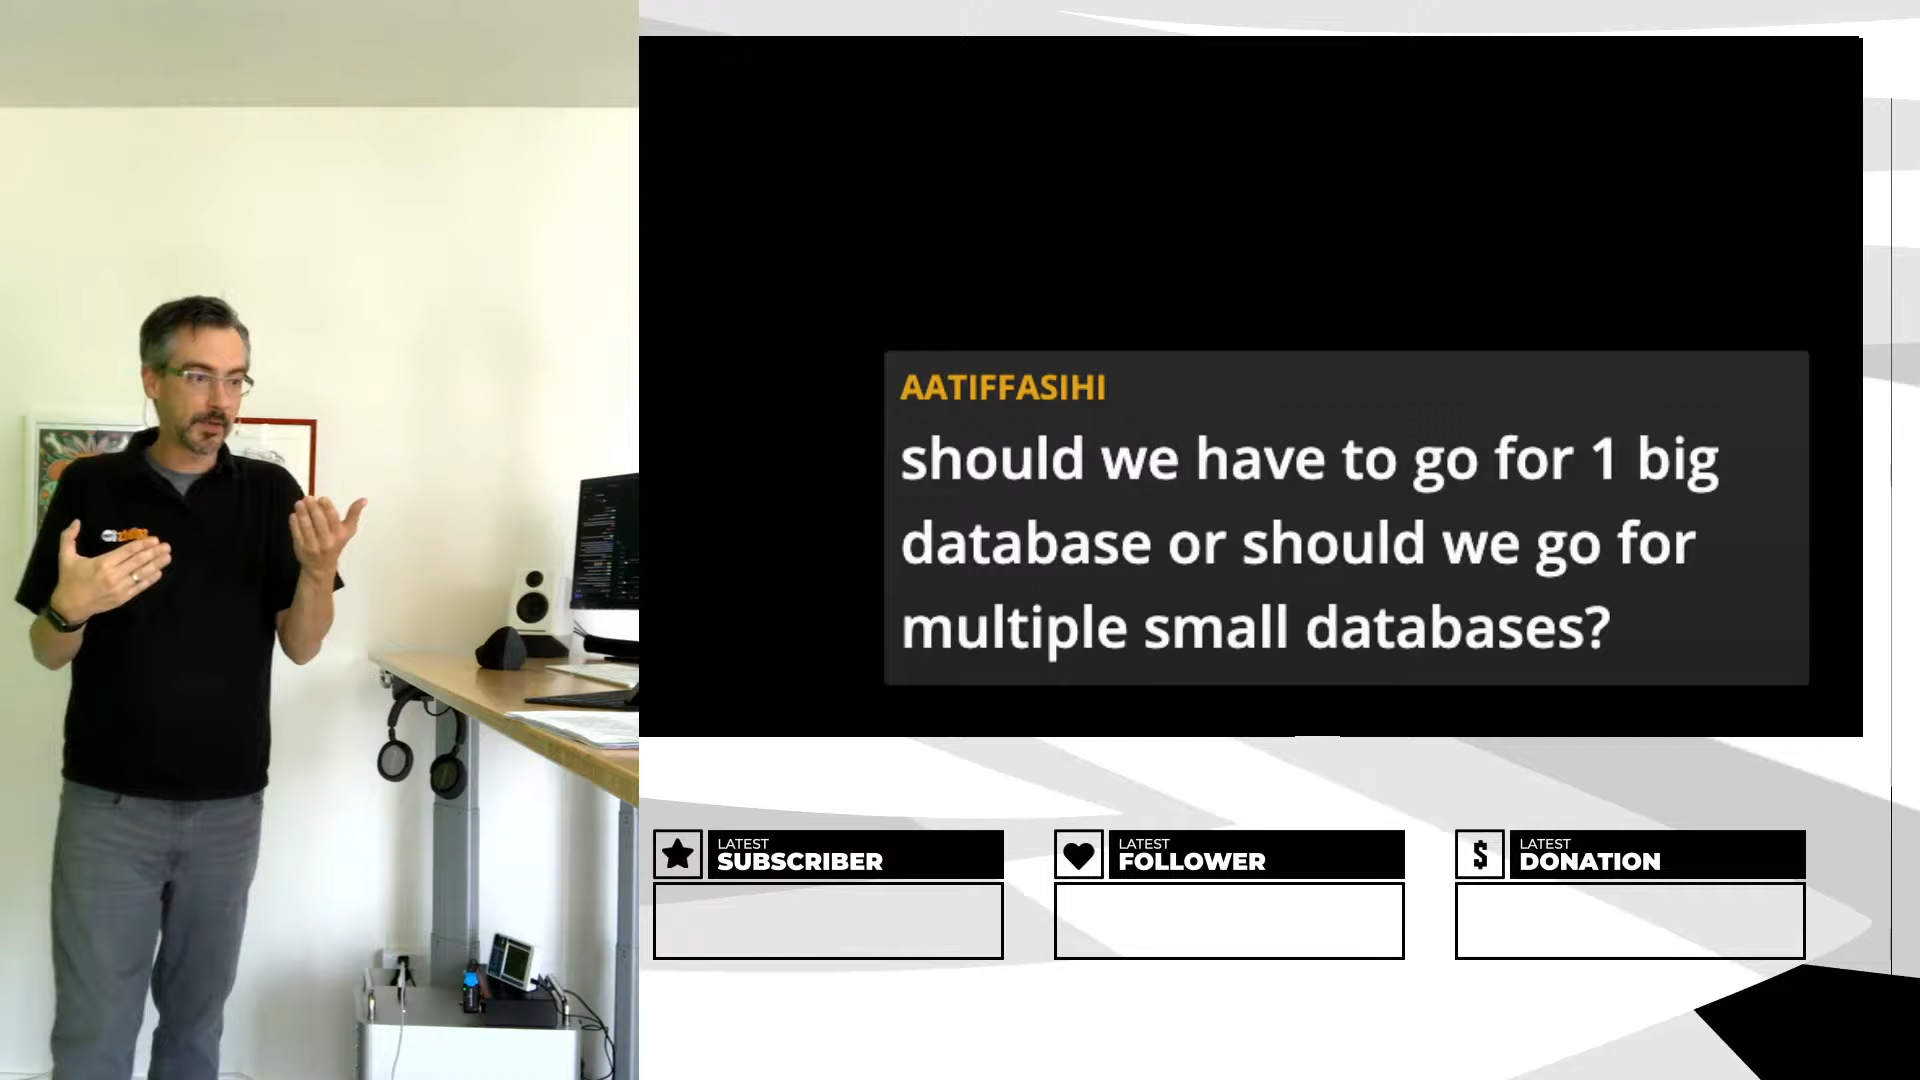 AATIFFASIHI
should we have to go for 1 big
database or should we go for
multiple small databases?
LATEST
SUBSCRIBER
LATEST
FOLLOWER
LATEST
DONATION